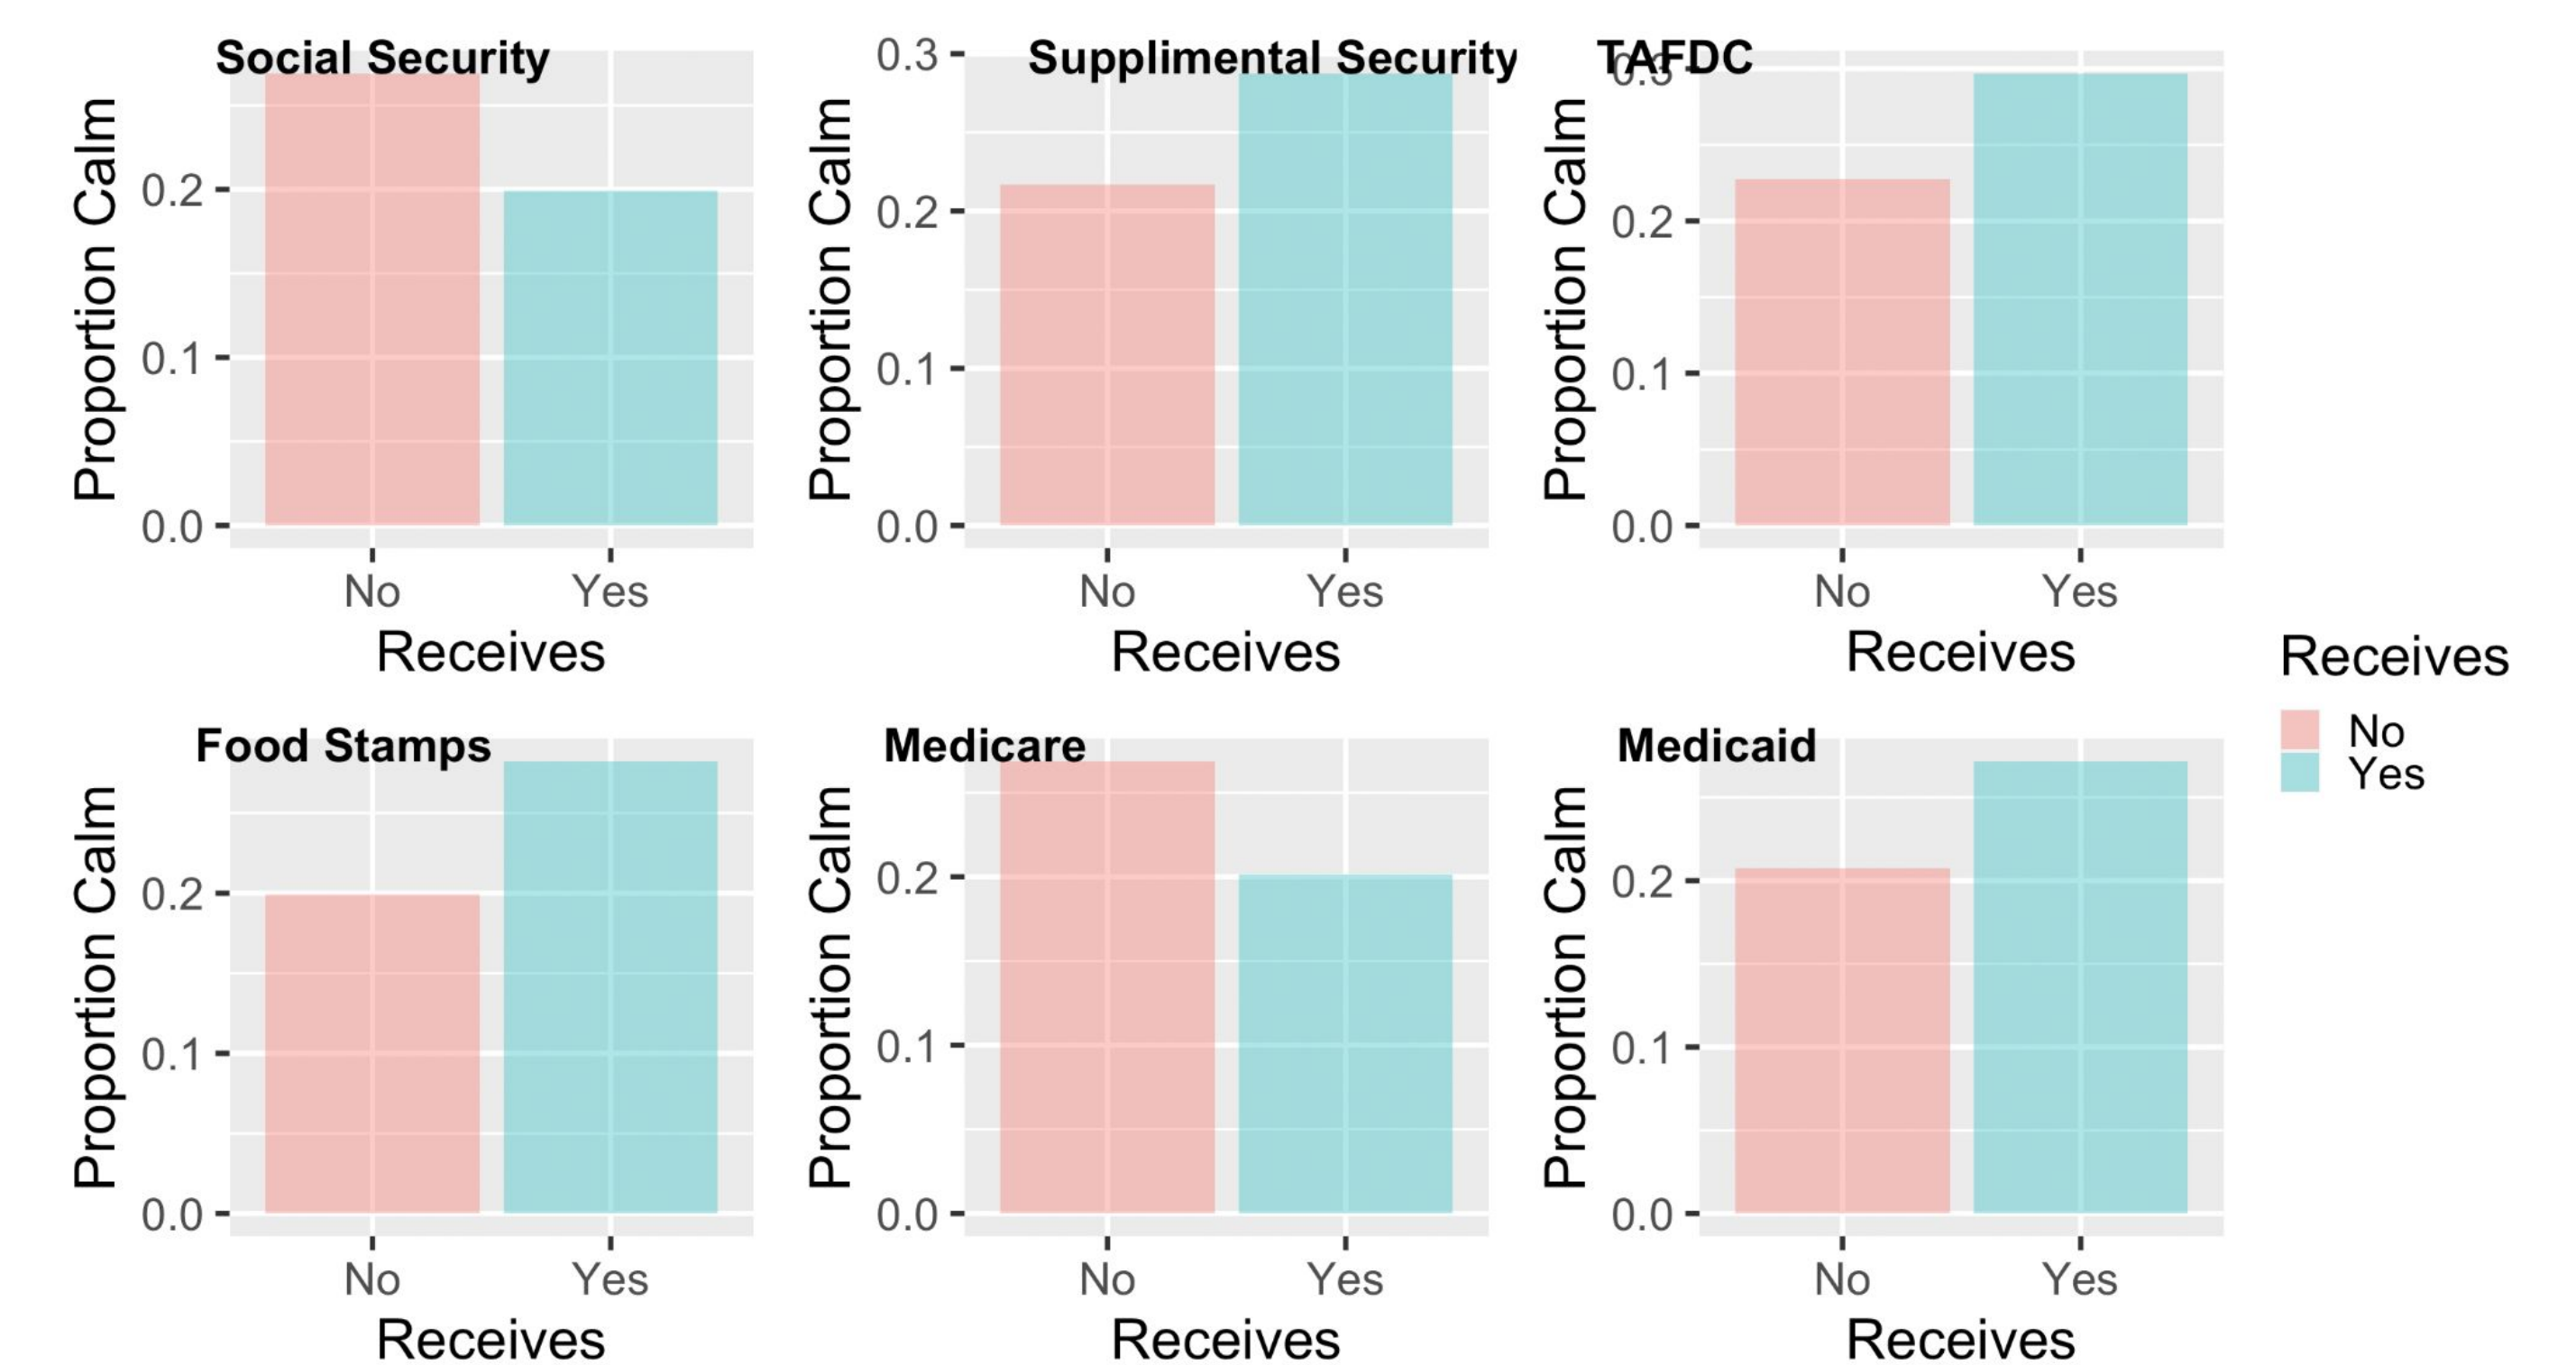 Social Security
Proportion Calm
0.2
0.1
0.0
No Yes
Receives
Supplimental Security
Proportion Calm
0.3
0.2
0.1
0.0
No Yes
Receives
TAFDC
Proportion Calm
0.3
0.2
0.1
0.0
No Yes
Receives
Food Stamps
Proportion Calm
0.2
0.1
0.0
No Yes
Receives
Medicare
Proportion Calm
0.2
0.1
0.0
No Yes
Receives
Medicaid
Proportion Calm
0.2
0.1
0.0
No Yes
Receives
Receives
No
Yes